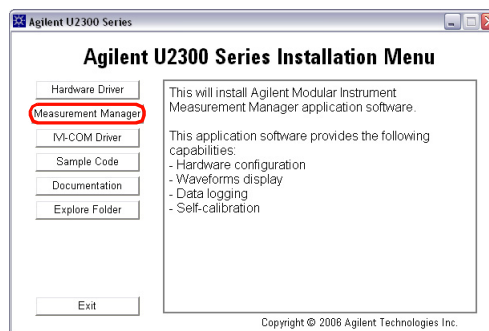 Agilent U2300 Series
Agilent U2300 Series Installation Menu
Hardware Driver
Measurement Manager
IVI-COM Driver
Sample Code
Documentation
Explore Folder
Exit
This will install Agilent Modular Instrument
Measurement Manager application software.
This application software provides the following
capabilities:
- Hardware configuration
- Waveforms display
- Data logging
- Self-calibration
Copyright © 2006 Agilent Technologies Inc.